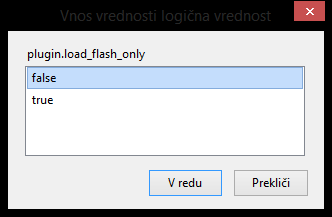 Vnos vrednosti logična vrednost
plugin.load_flash_only
false
true
V redu
Prekliči